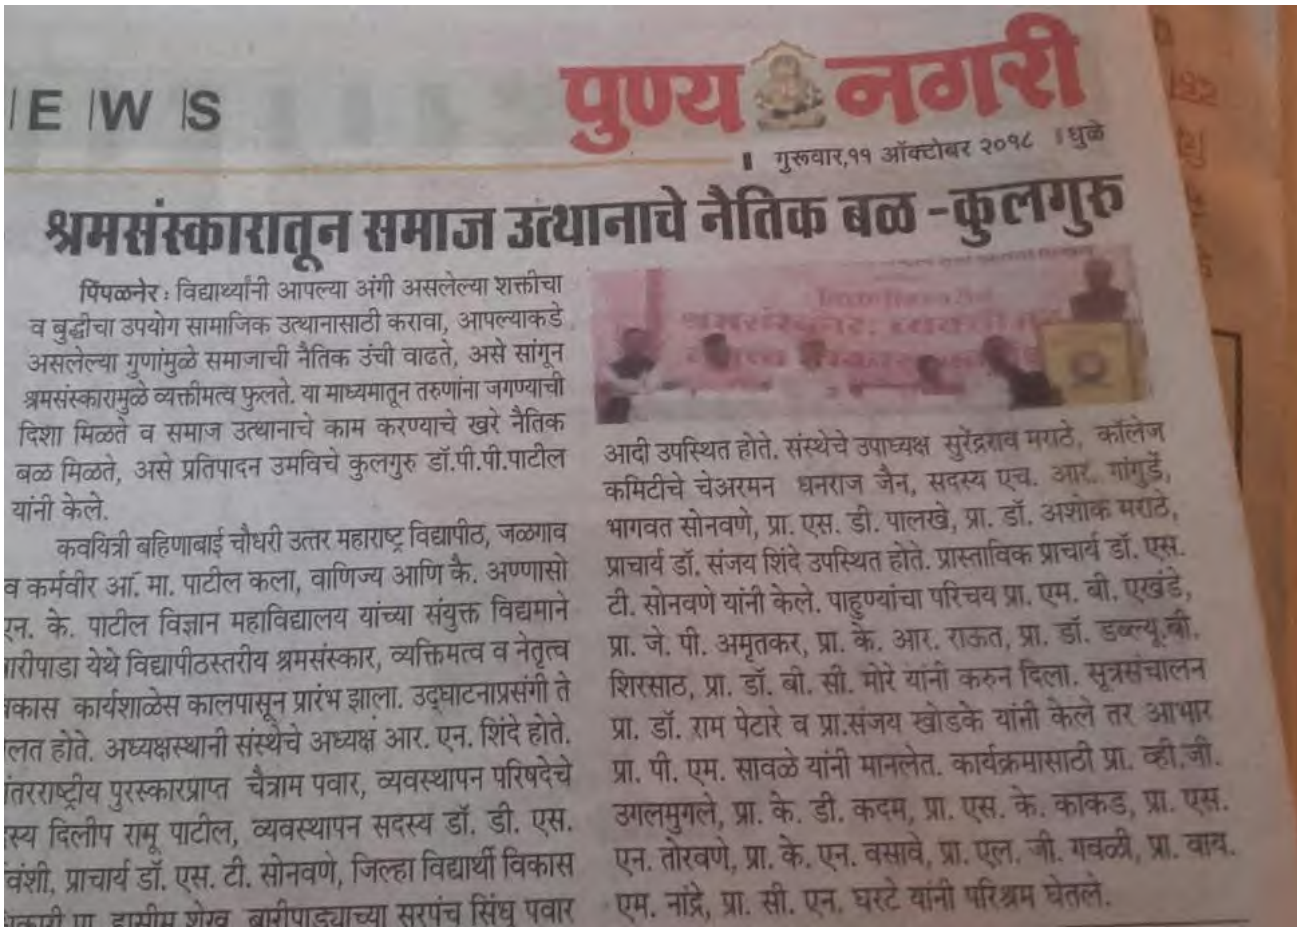 E W S
पुण्य नगरी
गुरूवार,११ ऑक्टोबर २०१८ । धुळे
श्रमसंस्कारातून समाज उत्थानाचे नैतिक बळ -कुलगुरु
पिंपळनेर : विद्यार्थ्यांनी आपल्या अंगी असलेल्या शक्तीचा
व बुद्धीचा उपयोग सामाजिक उत्थानासाठी करावा, आपल्याकडे
असलेल्या गुणांमुळे समाजाची नैतिक उंची वाढते, असे सांगून
श्रमसंस्कारामुळे व्यक्तीमत्व फुलते. या माध्यमातून तरुणांना जगण्याची
दिशा मिळते व समाज उत्थानाचे काम करण्याचे खरे नैतिक
बळ मिळते, असे प्रतिपादन उमविचे कुलगुरु डॉ.पी.पी.पाटील
यांनी केले.
कवयित्री बहिणाबाई चौधरी उत्तर महाराष्ट्र विद्यापीठ, जळगाव
व कर्मवीर आ. मा. पाटील कला, वाणिज्य आणि कै. अण्णासो
एन. के. पाटील विज्ञान महाविद्यालय यांच्या संयुक्त विद्यमाने
ारीपाडा येथे विद्यापीठस्तरीय श्रमसंस्कार, व्यक्तिमत्व व नेतृत्व
कास कार्यशाळेस कालपासून प्रारंभ झाला. उद्घाटनाप्रसंगी ते
लत होते. अध्यक्षस्थानी संस्थेचे अध्यक्ष आर. एन. शिंदे होते.
ंतरराष्ट्रीय पुरस्कारप्राप्त चैत्राम पवार, व्यवस्थापन परिषदेचे
स्य दिलीप रामू पाटील, व्यवस्थापन सदस्य डॉ. डी. एस.
वंशी, प्राचार्य डॉ. एस. टी. सोनवणे, जिल्हा विद्यार्थी विकास
कारी प्रा. हासीम शेख, बारीपाड्याच्या सरपंच सिंधू पवार
आदी उपस्थित होते. संस्थेचे उपाध्यक्ष सुरेंद्रराव मराठे, कॉलेज
कमिटीचे चेअरमन धनराज जैन, सदस्य एच. आर. गांगुर्डे,
भागवत सोनवणे, प्रा. एस. डी. पालखे, प्रा. डॉ. अशोक मराठे,
प्राचार्य डॉ. संजय शिंदे उपस्थित होते. प्रास्ताविक प्राचार्य डॉ. एस.
टी. सोनवणे यांनी केले. पाहुण्यांचा परिचय प्रा. एम. बी. एखंडे,
प्रा. जे. पी. अमृतकर, प्रा. के. आर. राऊत, प्रा. डॉ. डब्ल्यू.बी.
शिरसाठ, प्रा. डॉ. बी. सी. मोरे यांनी करुन दिला. सूत्रसंचालन
प्रा. डॉ. राम पेटारे व प्रा.संजय खोडके यांनी केले तर आभार
प्रा. पी. एम. सावळे यांनी मानलेत. कार्यक्रमासाठी प्रा. व्ही.जी.
उगलमुगले, प्रा. के. डी. कदम, प्रा. एस. के. काकड, प्रा. एस.
एन. तोरवणे, प्रा. के. एन. वसावे, प्रा. एल. जी. गवळी, प्रा. वाय.
एम. नांद्रे, प्रा. सी. एन. घरटे यांनी परिश्रम घेतले.